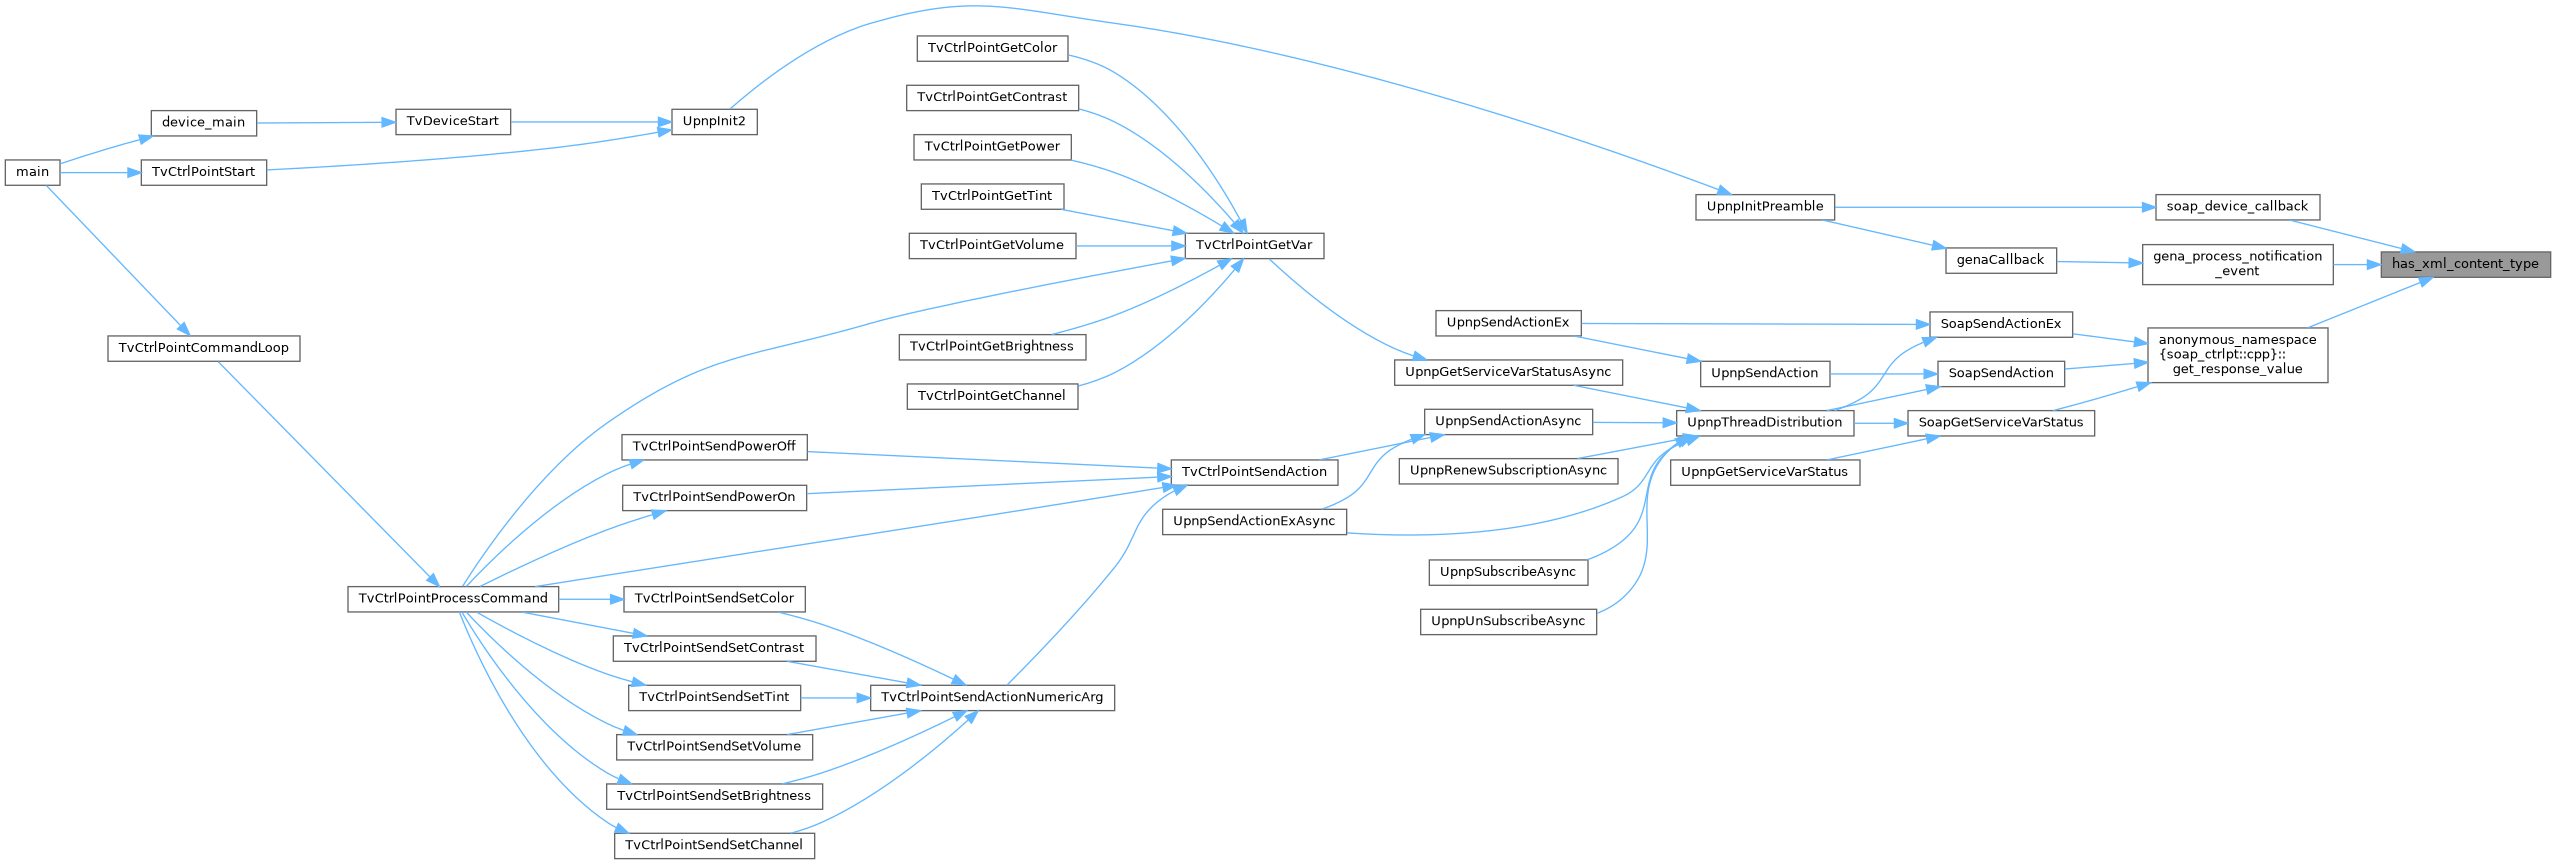 TvCtrlPointGetColor
TvCtrlPointGetContrast
device_main
TvDeviceStart
UpnpInit2
TvCtrlPointGetPower
main
TvCtrlPointStart
TvCtrlPointGetTint
UpnpInitPreamble
soap_device_callback
TvCtrlPointGetVolume
TvCtrlPointGetVar
genaCallback
gena_process_notification
_event
has_xml_content_type
UpnpSendActionEx
SoapSendActionEx
TvCtrlPointCommandLoop
TvCtrlPointGetBrightness
anonymous_namespace
{soap_ctrlpt::cpp}::
get_response_value
UpnpGetServiceVarStatusAsync
UpnpSendAction
SoapSendAction
TvCtrlPointGetChannel
UpnpSendActionAsync
UpnpThreadDistribution
SoapGetServiceVarStatus
TvCtrlPointSendPowerOff
TvCtrlPointSendAction
UpnpRenewSubscriptionAsync
UpnpGetServiceVarStatus
TvCtrlPointSendPowerOn
UpnpSendActionExAsync
UpnpSubscribeAsync
TvCtrlPointProcessCommand
TvCtrlPointSendSetColor
UpnpUnSubscribeAsync
TvCtrlPointSendSetContrast
TvCtrlPointSendSetTint
TvCtrlPointSendActionNumericArg
TvCtrlPointSendSetVolume
TvCtrlPointSendSetBrightness
TvCtrlPointSendSetChannel